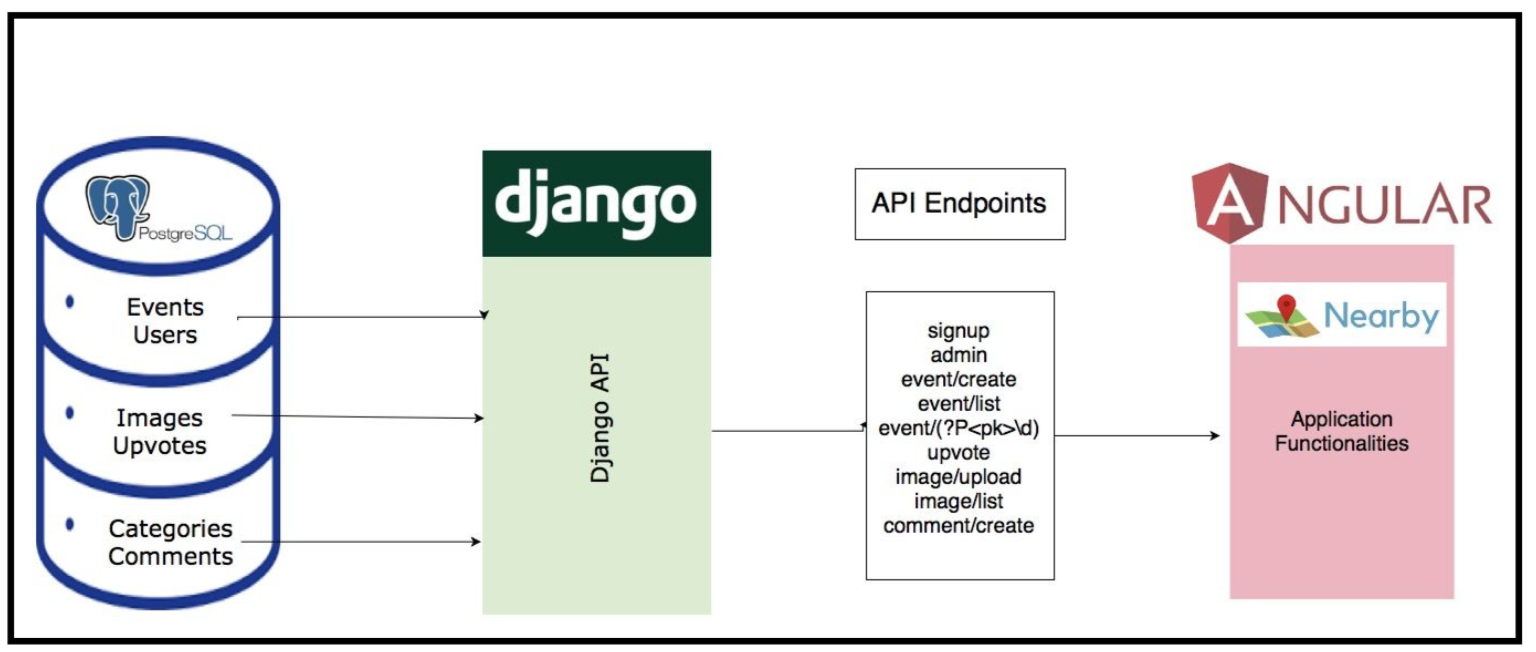 PostgreSQL
Events
Users
Images
Upvotes
Categories
Comments
django
Django API
API Endpoints
signup
admin
event/create
event/list
event/(?P<pk>\d)
upvote
image/upload
image/list
comment/create
ANGULAR
Nearby
Application
Functionalities